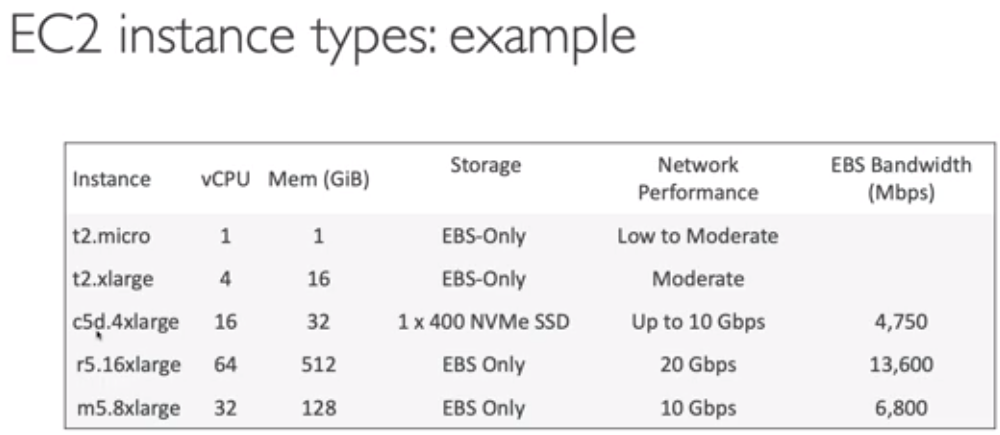 EC2 instance types: example
Instance vCPU Mem (GiB) Storage Network Performance EBS Bandwidth (Mbps)
t2.micro 1 1 EBS-Only Low to Moderate
t2.xlarge 4 16 EBS-Only Moderate
c5d.4xlarge 16 32 1 x 400 NVMe SSD Up to 10 Gbps 4,750
r5.16xlarge 64 512 EBS Only 20 Gbps 13,600
m5.8xlarge 32 128 EBS Only 10 Gbps 6,800